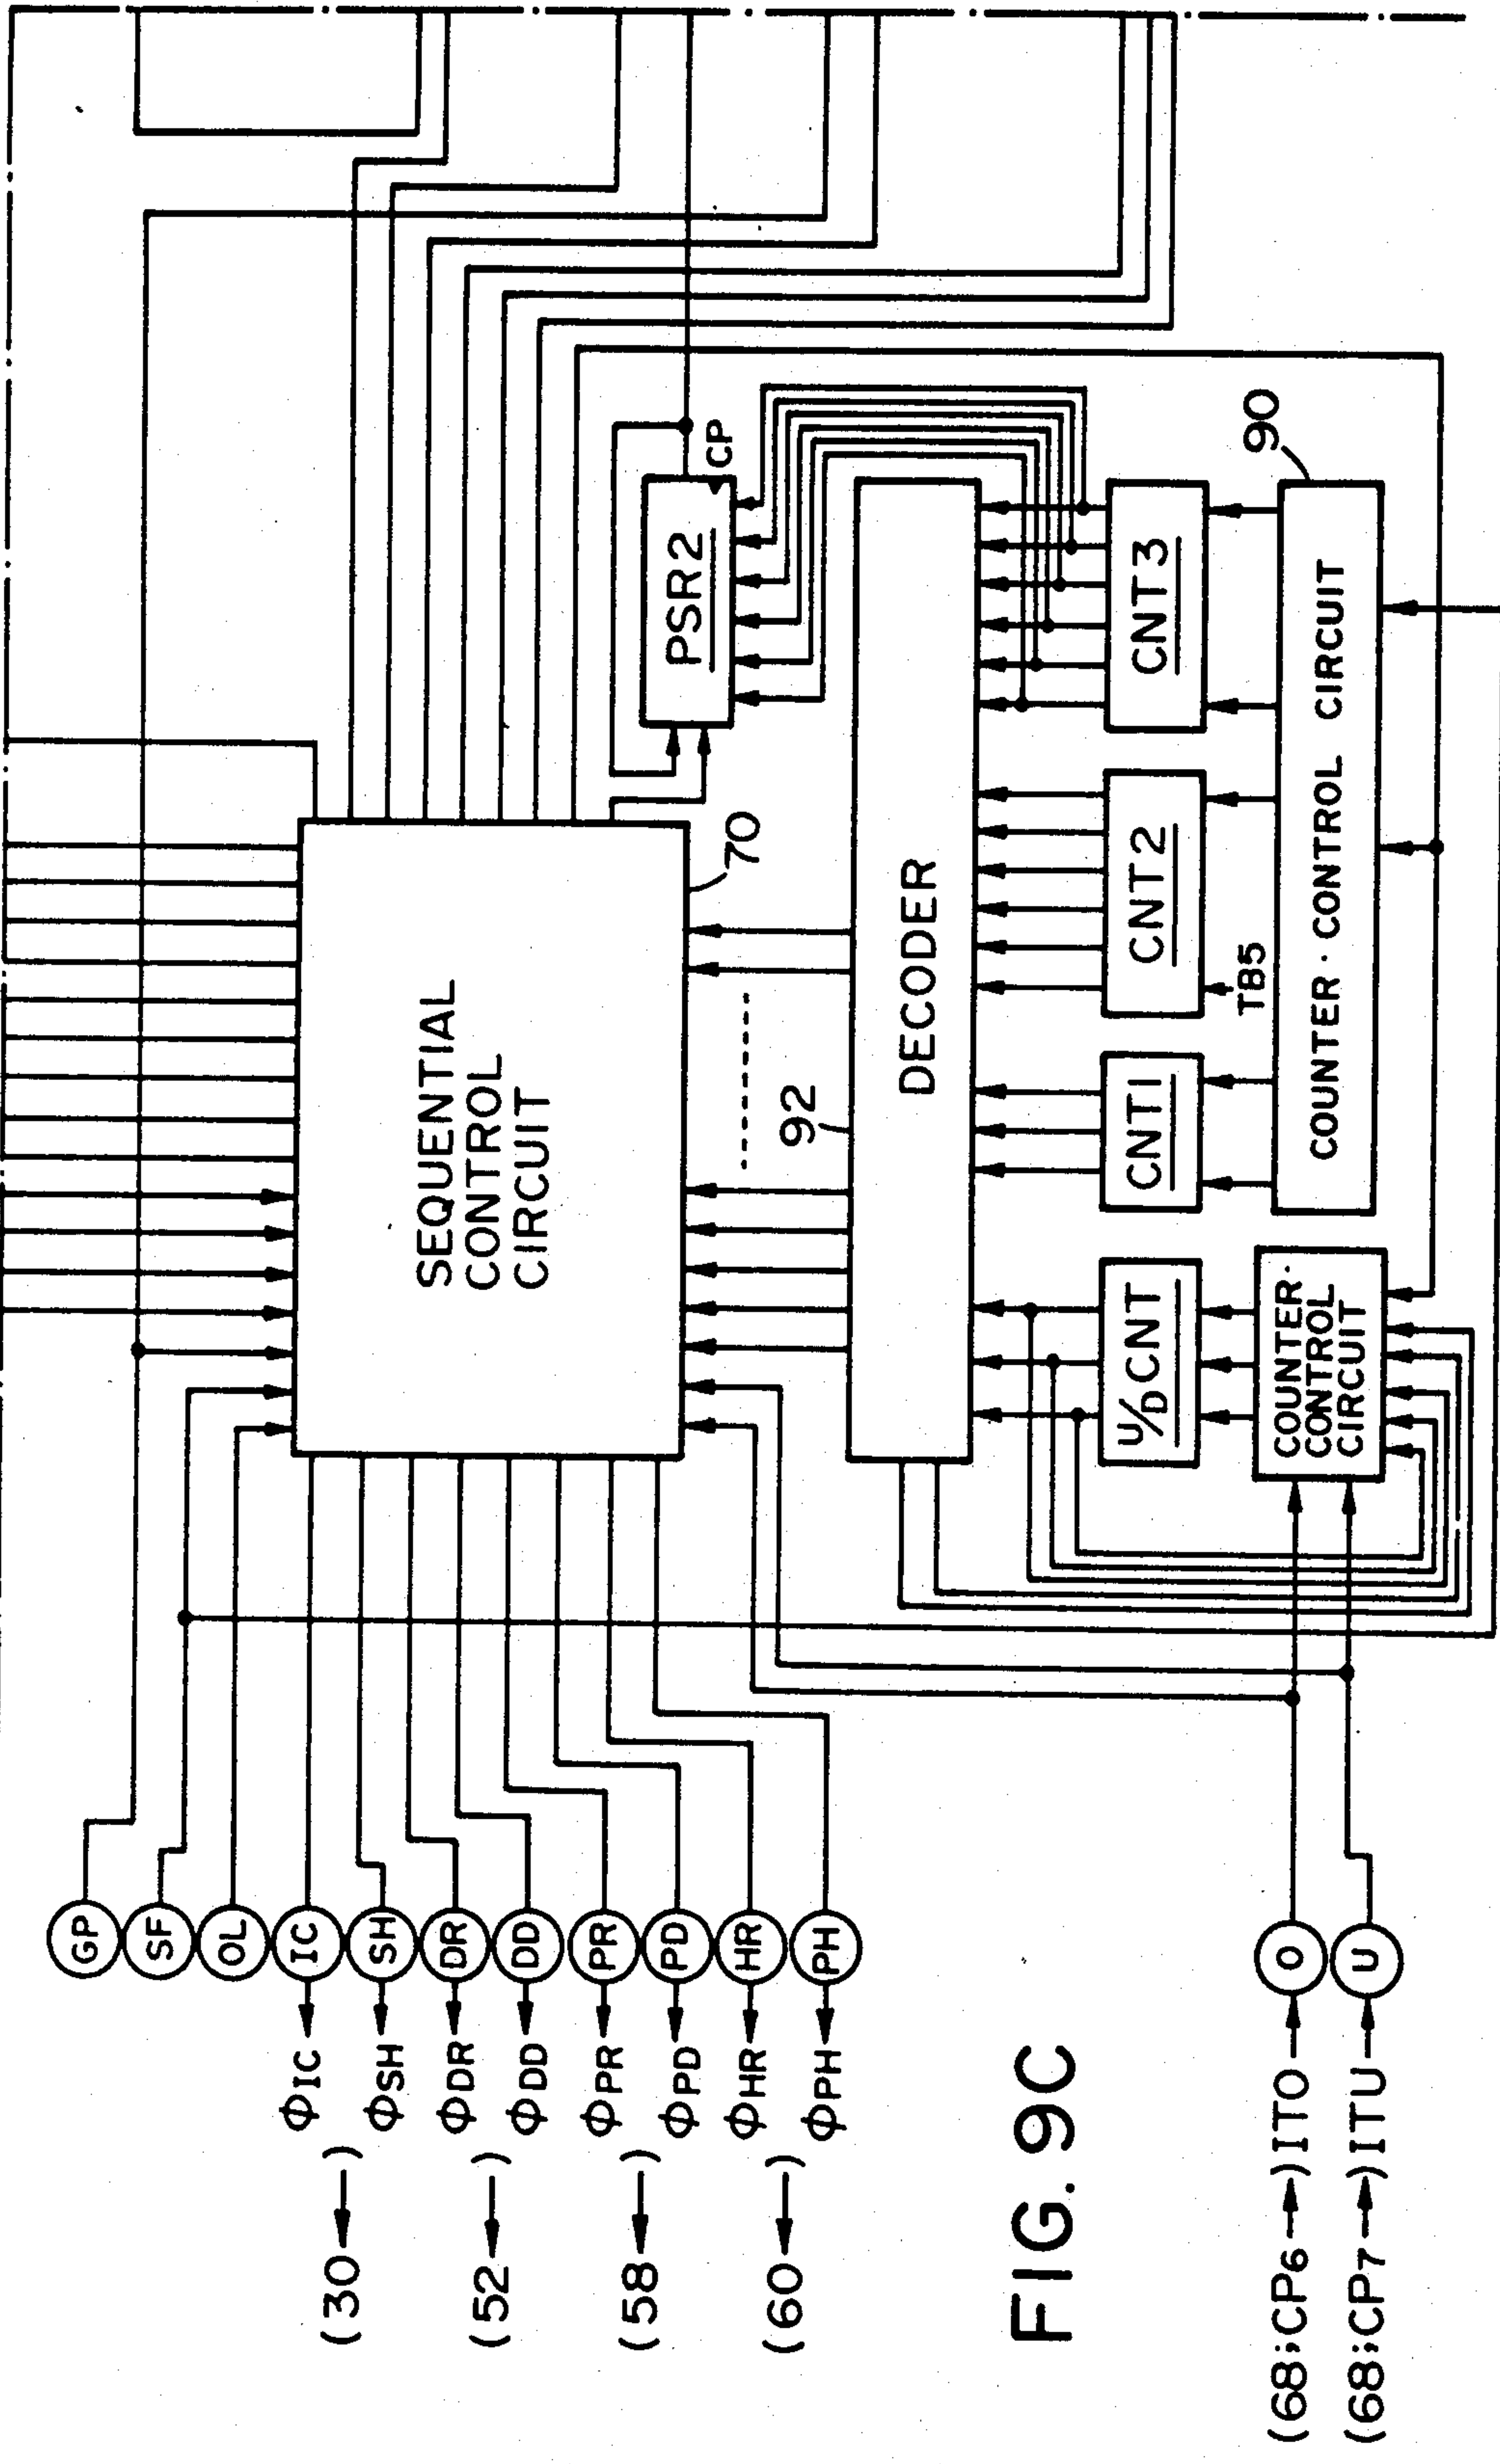 GP
SF
OL
IC
SH
DR
DD
PR
PD
HR
PH
O
U
ΦIC
ΦSH
ΦDR
ΦDD
ΦPR
ΦPD
ΦHR
ΦPH
(30←)
(52←)
(58←)
(60←)
(68;CP6→)ITO
(68;CP7→)ITU
SEQUENTIAL
CONTROL
CIRCUIT
70
PSR2
CP
92
DECODER
U/D CNT
CNT1
CNT2
CNT3
TB5
COUNTER·
CONTROL
CIRCUIT
COUNTER·CONTROL CIRCUIT
90
FIG. 9C